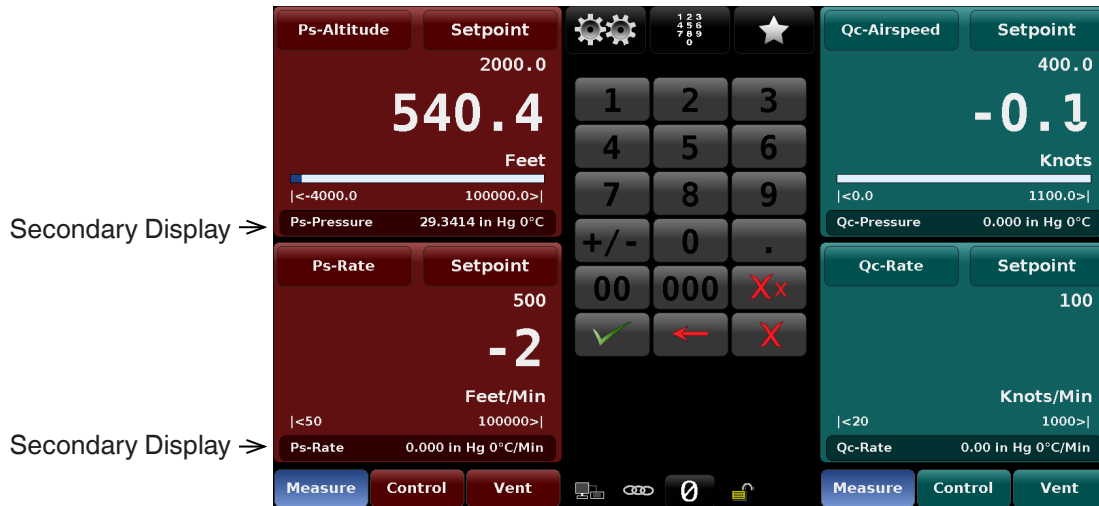 Ps-Altitude Setpoint
2000.0
540.4
Feet
|<-4000.0 100000.0>|
Secondary Display
Ps-Pressure 29.3414 in Hg 0°C
Ps-Rate Setpoint
500
-2
Feet/Min
|<50 100000>|
Secondary Display
Ps-Rate 0.000 in Hg 0°C/Min
Measure Control Vent
1 2 3
4 5 6
7 8 9
0
1 2 3
4 5 6
7 8 9
+/- 0 .
00 000 Xx
X
0
Qc-Airspeed Setpoint
400.0
-0.1
Knots
|<0.0 1100.0>|
Qc-Pressure 0.000 in Hg 0°C
Qc-Rate Setpoint
100
Knots/Min
|<20 1000>|
Qc-Rate 0.00 in Hg 0°C/Min
Measure Control Vent